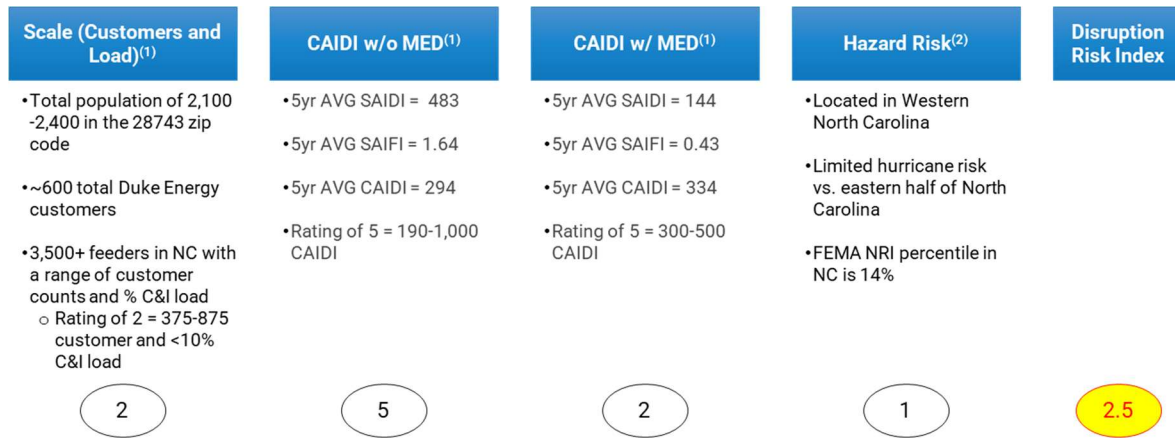 Scale (Customers and
Load)(1)
•Total population of 2,100
-2,400 in the 28743 zip
code
•~600 total Duke Energy
customers
•3,500+ feeders in NC with
a range of customer
counts and % C&I load
o Rating of 2 = 375-875
customer and <10%
C&I load
2
CAIDI w/o MED(1)
•5yr AVG SAIDI = 483
•5yr AVG SAIFI = 1.64
•5yr AVG CAIDI = 294
•Rating of 5 = 190-1,000
CAIDI
5
CAIDI w/ MED(1)
•5yr AVG SAIDI = 144
•5yr AVG SAIFI = 0.43
•5yr AVG CAIDI = 334
•Rating of 5 = 300-500
CAIDI
2
Hazard Risk(2)
•Located in Western
North Carolina
•Limited hurricane risk
vs. eastern half of North
Carolina
•FEMA NRI percentile in
NC is 14%
1
Disruption
Risk Index
2.5